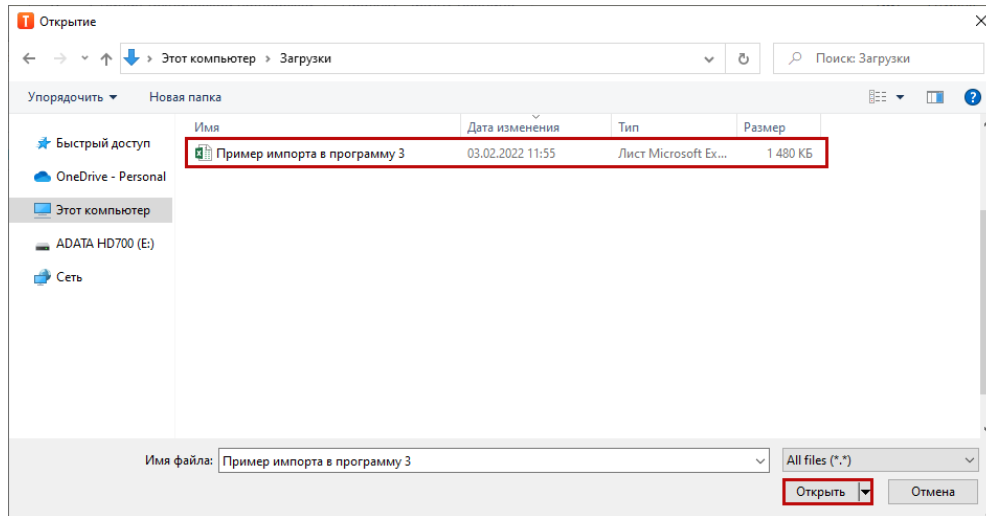 Открытие
Этот компьютер › Загрузки
Поиск: Загрузки
Упорядочить
Новая папка
Имя Дата изменения Тип Размер
Пример импорта в программу 3 03.02.2022 11:55 Лист Microsoft Ex... 1 480 КБ
Быстрый доступ
OneDrive - Personal
Этот компьютер
ADATA HD700 (E:)
Сеть
Имя файла: Пример импорта в программу 3 All files (*.*)
Открыть Отмена